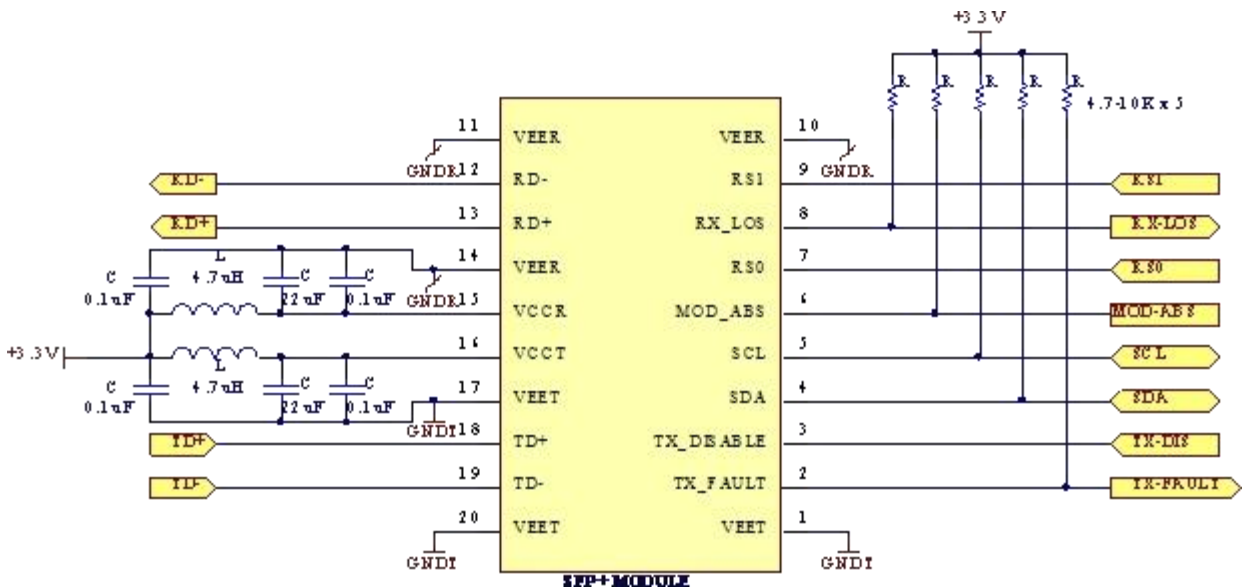 +3.3V
R R R R R
4.7-10K x 5
11 VEER VEER 10
GNDR GNDR
RD- 12 RD- RS1 9 RS1
RD+ 13 RD+ RX_LOS 8 RX-LOS
14 VEER RS0 7 RS0
C 0.1uF L 4.7uH C 22uF C 0.1uF
GNDR
15 VCCR MOD_ABS 6 MOD-ABS
+3.3V 16 VCCT SCL 5 SCL
C 0.1uF L 4.7uH C 22uF C 0.1uF
17 VEET SDA 4 SDA
GNDT
TD+ 18 TD+ TX_DISABLE 3 TX-DIS
TD- 19 TD- TX_FAULT 2 TX-FAULT
20 VEET VEET 1
GNDT GNDT
SFP+ MODULE